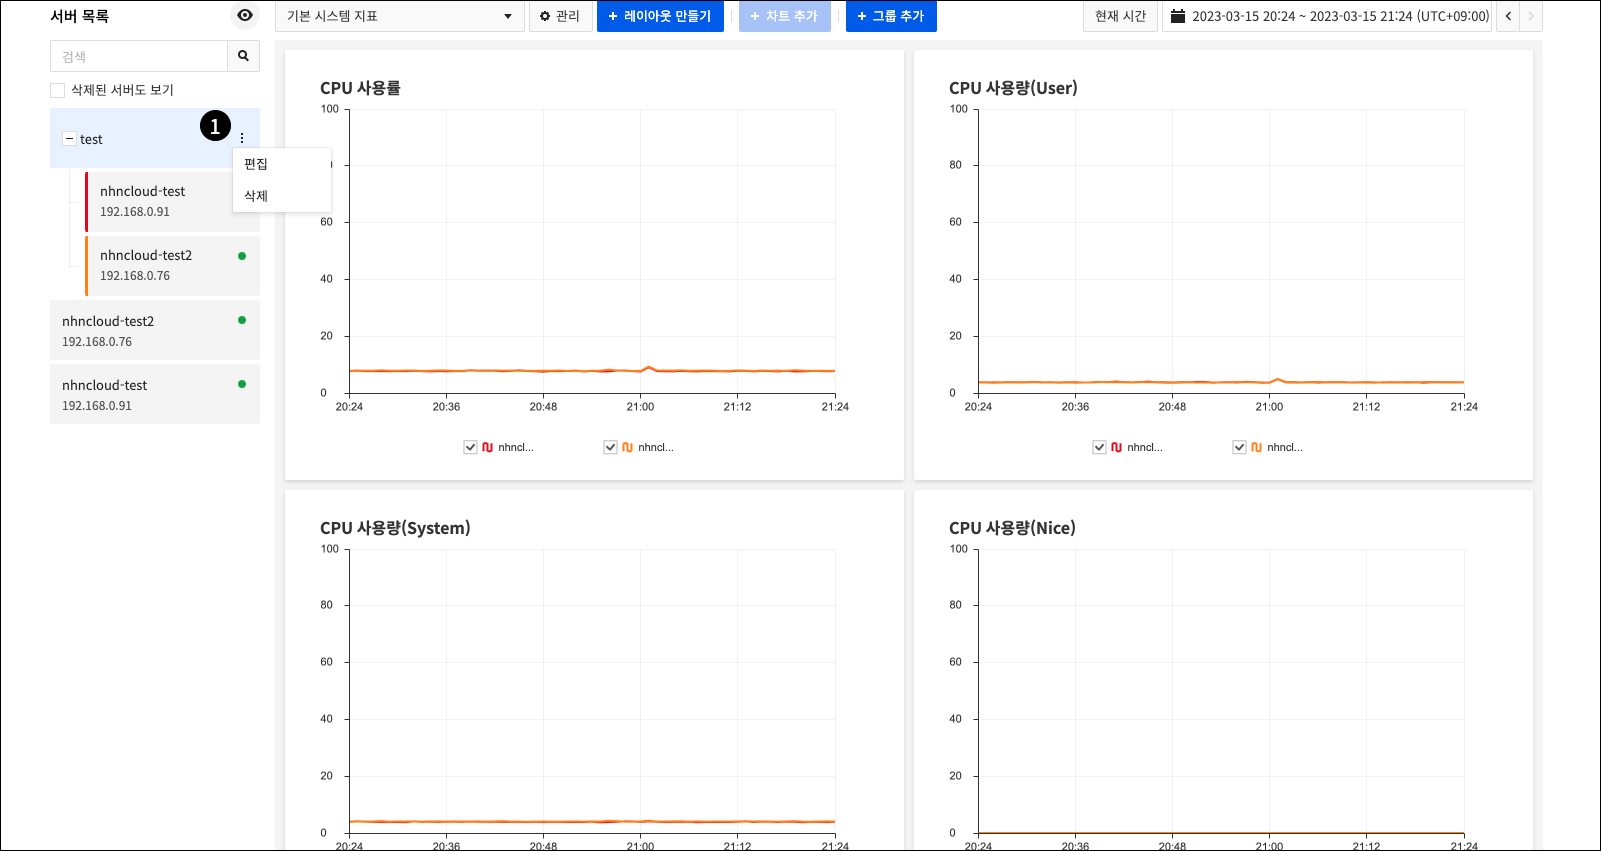 서버 목록
기본 시스템 지표
관리
+ 레이아웃 만들기
+ 차트 추가
+ 그룹 추가
현재 시간
2023-03-15 20:24 ~ 2023-03-15 21:24 (UTC+09:00)
검색
삭제된 서버도 보기
1
test
편집
삭제
nhncloud-test
192.168.0.91
nhncloud-test2
192.168.0.76
nhncloud-test2
192.168.0.76
nhncloud-test
192.168.0.91
CPU 사용률
100
60
40
20
0
20:24 20:36 20:48 21:00 21:12 21:24
nhncl... nhncl...
CPU 사용량(User)
100
80
60
40
20
0
20:24 20:36 20:48 21:00 21:12 21:24
nhncl... nhncl...
CPU 사용량(System)
100
80
60
40
20
0
20:24 20:36 20:48 21:00 21:12 21:24
CPU 사용량(Nice)
100
80
60
40
20
0
20:24 20:36 20:48 21:00 21:12 21:24